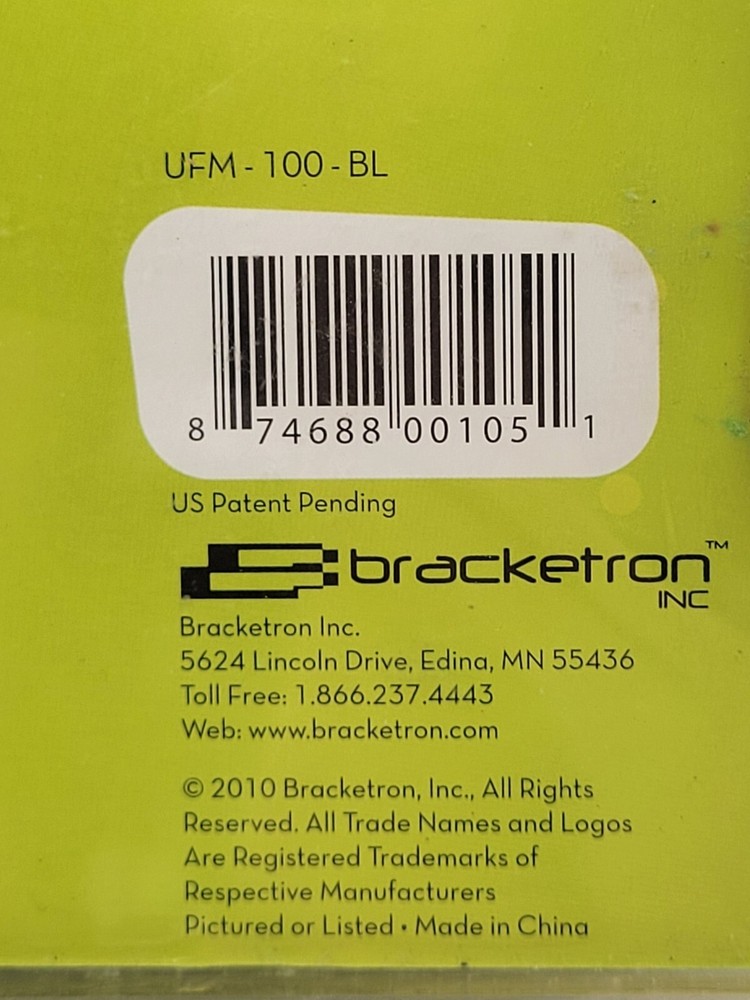 UFM - 100 - BL
8 74688 00105 1
US Patent Pending
bracketron™
INC
Bracketron Inc.
5624 Lincoln Drive, Edina, MN 55436
Toll Free: 1.866.237.4443
Web: www.bracketron.com
© 2010 Bracketron, Inc., All Rights
Reserved. All Trade Names and Logos
Are Registered Trademarks of
Respective Manufacturers
Pictured or Listed • Made in China